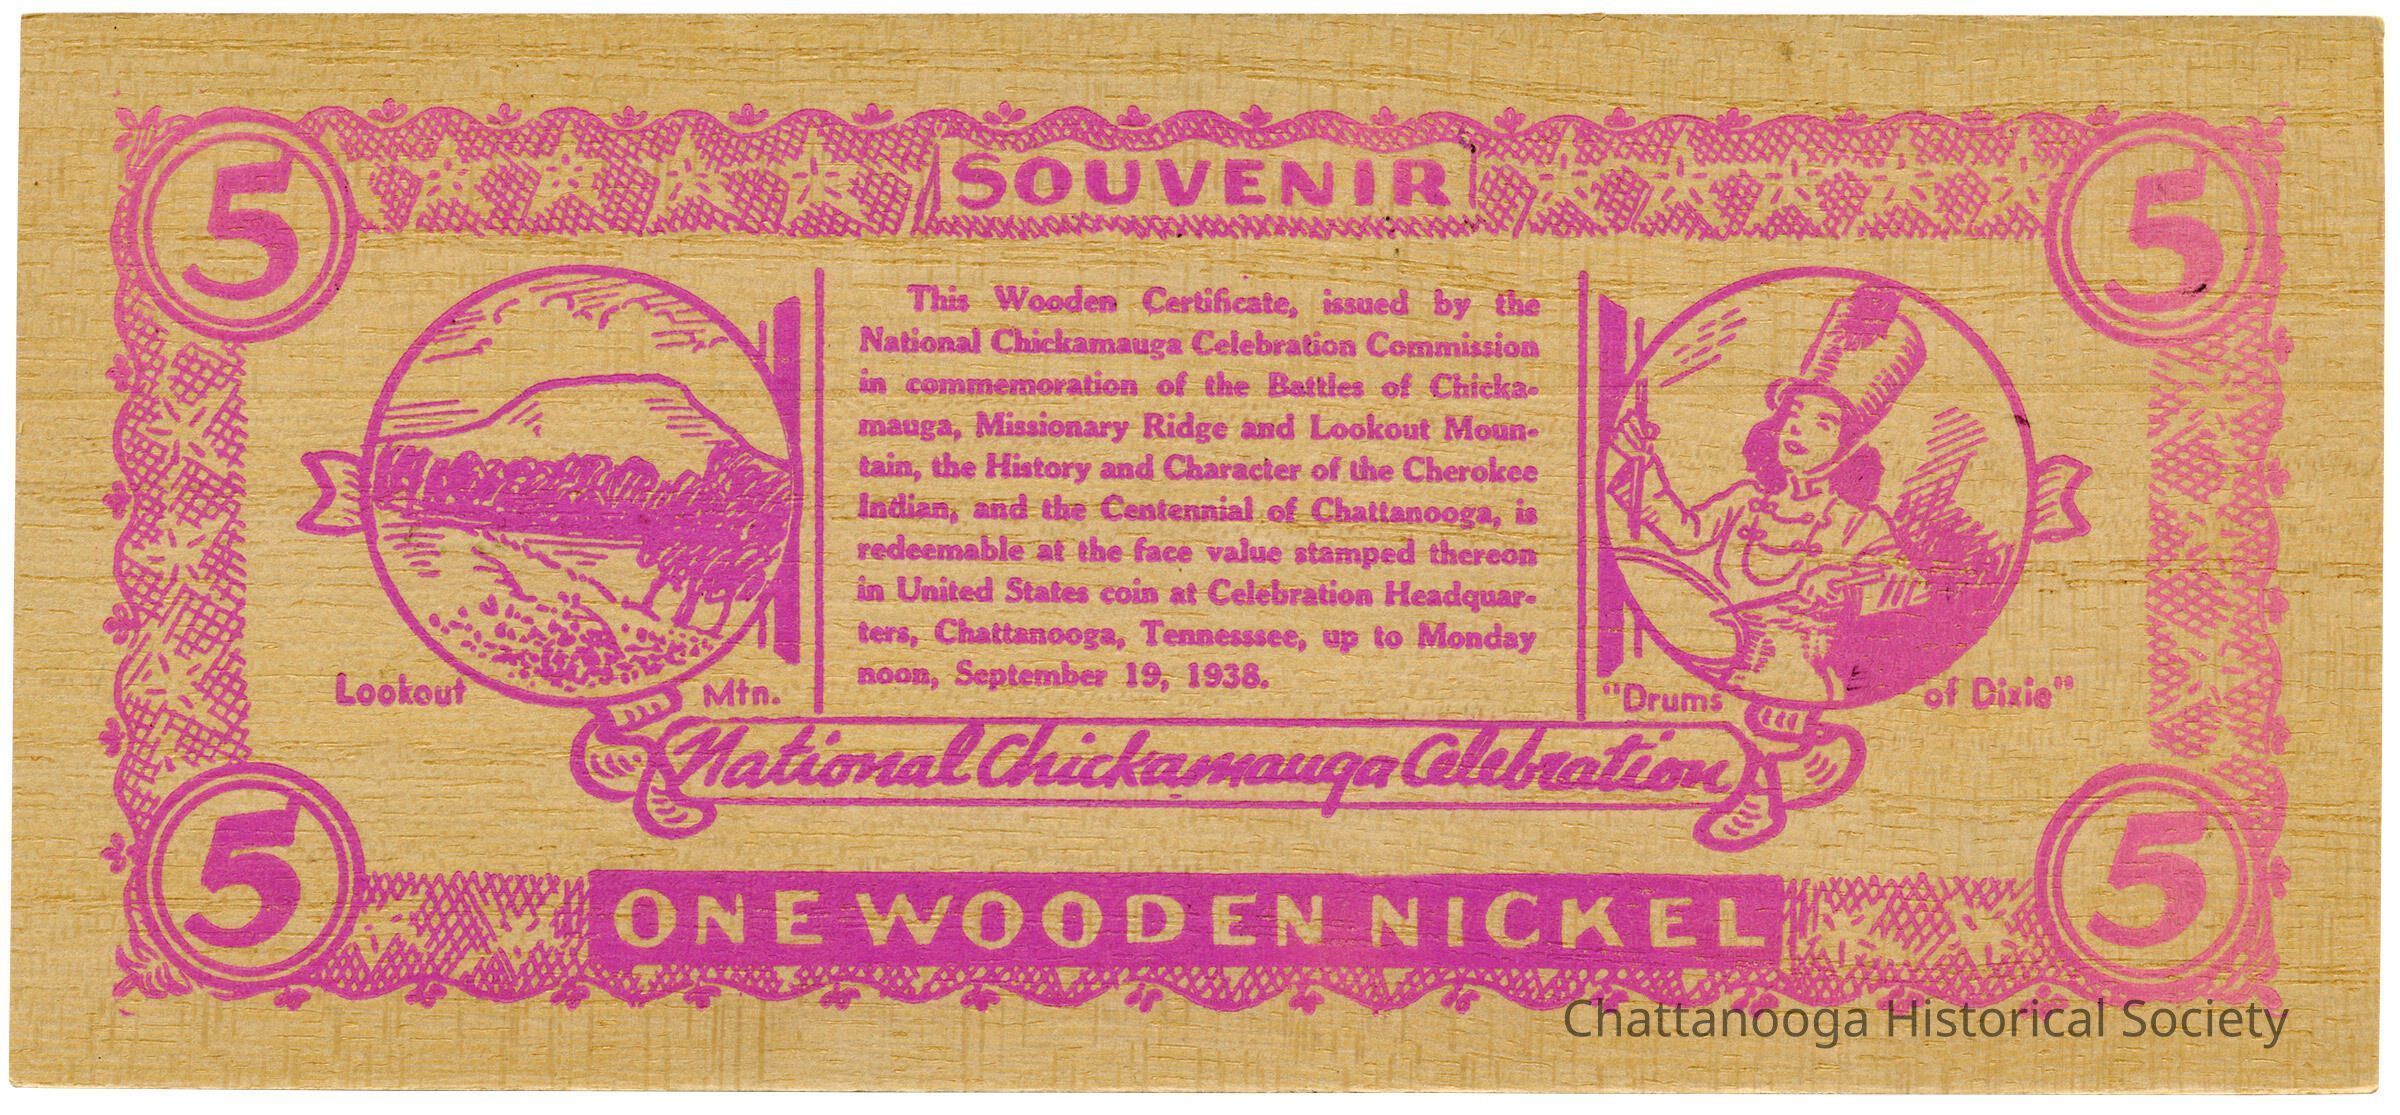 5 SOUVENIR 5
This Wooden Certificate, issued by the
National Chickamauga Celebration Commission
in commemoration of the Battles of Chicka-
mauga, Missionary Ridge and Lookout Moun-
tain, the History and Character of the Cherokee
Indian, and the Centennial of Chattanooga, is
redeemable at the face value stamped thereon
in United States coin at Celebration Headquar-
ters, Chattanooga, Tennesssee, up to Monday
noon, September 19, 1938.
Lookout Mtn.
"Drums of Dixie"
National Chickamauga Celebration
5 ONE WOODEN NICKEL 5
Chattanooga Historical Society